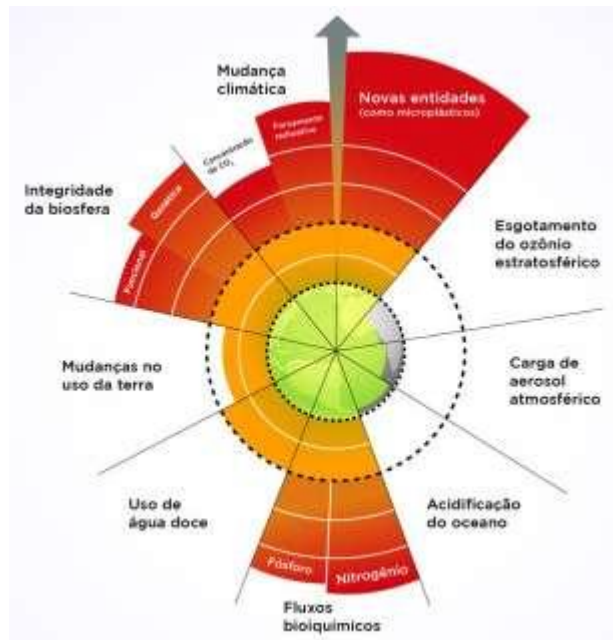 Mudança
climática
Novas entidades
(como microplásticos)
Forçamento
radioativo
Concentração
de CO₂
Integridade
da biosfera
Genética
Funcional
Esgotamento
do ozônio
estratosférico
Mudanças no
uso da terra
Carga de
aerosol
atmosférico
Uso de
água doce
Acidificação
do oceano
Fósforo
Nitrogênio
Fluxos
bioiquímicos